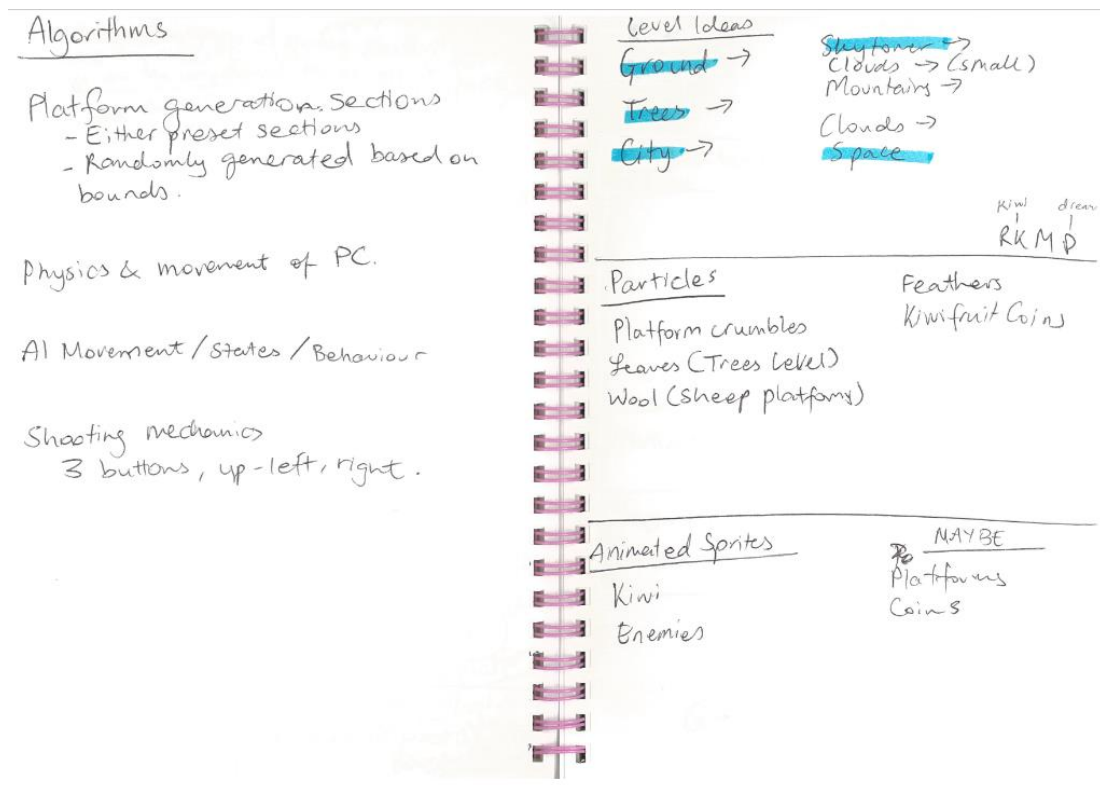 Algorithms
Platform generation. Sections
- Either preset sections
- Randomly generated based on
bounds.
Physics & movement of PC.
AI Movement / States / Behaviour
Shooting mechanics
3 buttons, up-left, right.
Level Ideas
Ground →
Trees →
City →
Skytower →
Clouds → (small)
Mountains →
Clouds →
Space
Kiwi dream
RKMD
Particles
Platform crumbles
Leaves (Trees Level)
Wool (Sheep platforms)
Feathers
Kiwifruit Coins
Animated Sprites
Kiwi
Enemies
MAYBE
Platforms
Coins